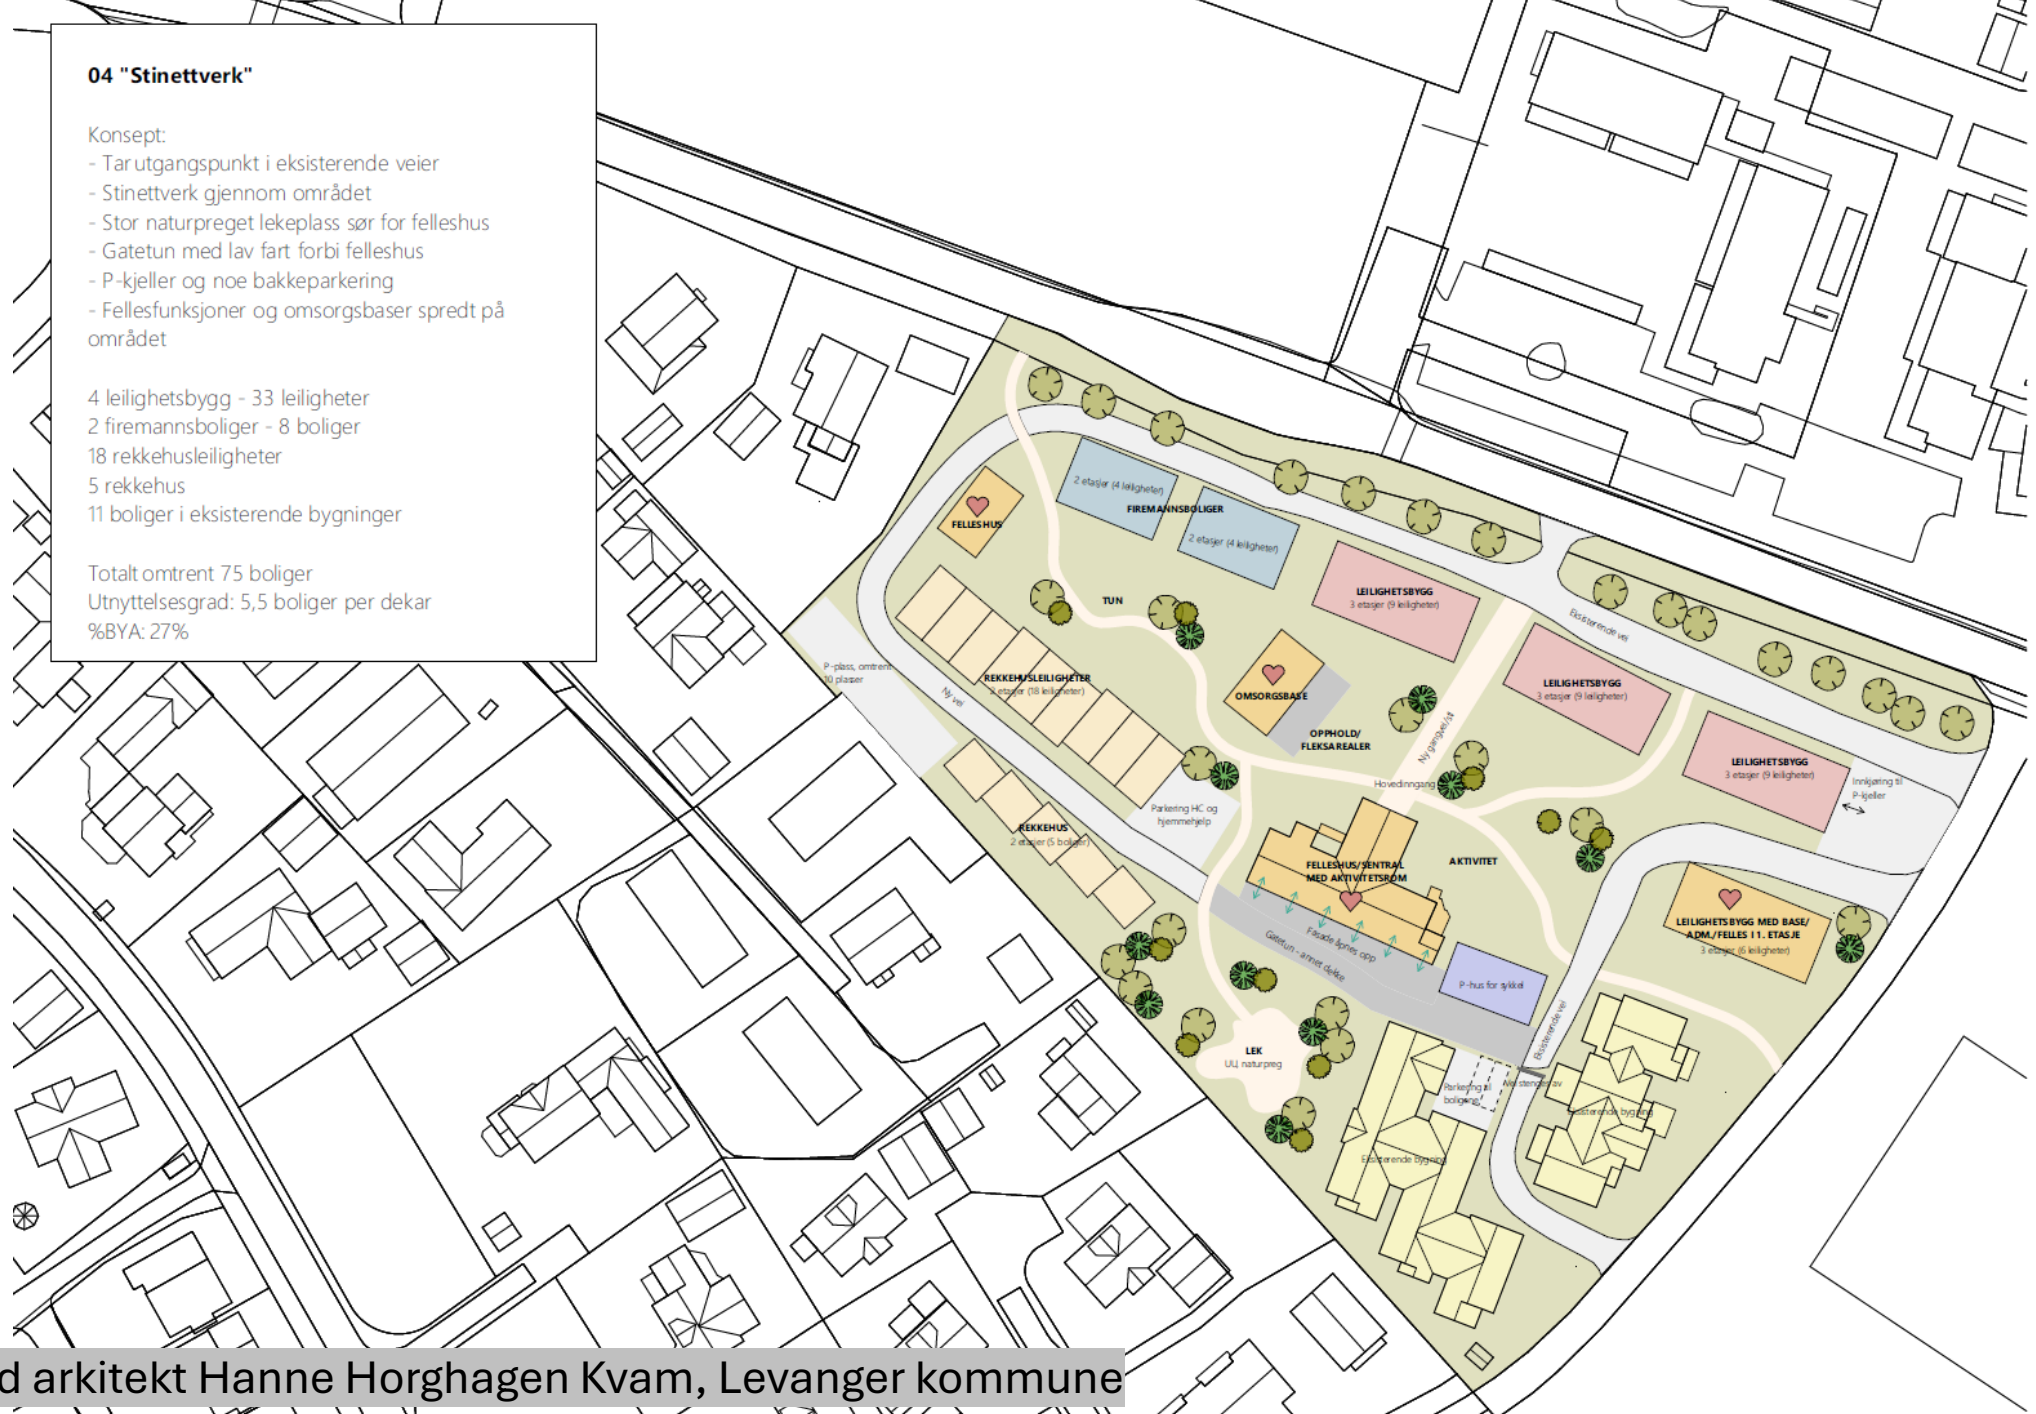 04 "Stinettverk"
Konsept:
- Tar utgangspunkt i eksisterende veier
- Stinettverk gjennom området
- Stor naturpreget lekeplass sør for felleshus
- Gatetun med lav fart forbi felleshus
- P-kjeller og noe bakkeparkering
- Fellesfunksjoner og omsorgsbaser spredt på
området
4 leilighetsbygg - 33 leiligheter
2 firemannsboliger - 8 boliger
18 rekkehusleiligheter
5 rekkehus
11 boliger i eksisterende bygninger
Totalt omtrent 75 boliger
Utnyttelsesgrad: 5,5 boliger per dekar
%BYA: 27%
2 etasjer (4 leiligheter)
FIREMANNSBOLIGER
2 etasjer (4 leiligheter)
FELLESHUS
LEILIGHETSBYGG
3 etasjer (9 leiligheter)
TUN
Eksisterende vei
P-plass, omtrent
10 plasser
REKKEHUSLEILIGHETER
2 etasjer (18 leiligheter)
Ny vei
OMSORGSBASE
LEILIGHETSBYGG
3 etasjer (9 leiligheter)
OPPHOLD/
FLEKSAREALER
Ny gangvei/st
LEILIGHETSBYGG
3 etasjer (9 leiligheter)
Innkjøring til
P-kjeller
Hovedinngang
Parkering HC og
hjemmehjelp
REKKEHUS
2 etasjer (5 boliger)
FELLESHUS/SENTRAL
MED AKTIVITETSROM
AKTIVITET
LEILIGHETSBYGG MED BASE/
ADM./FELLES I 1. ETASJE
3 etasjer (6 leiligheter)
Fasade åpnes opp
Gatetun - annet dekke
P-hus for sykkel
Eksisterende vei
LEK
UU, naturpreg
Parkering til
boligene
Vei stenges av
Eksisterende bygning
Eksisterende bygning
d arkitekt Hanne Horghagen Kvam, Levanger kommune